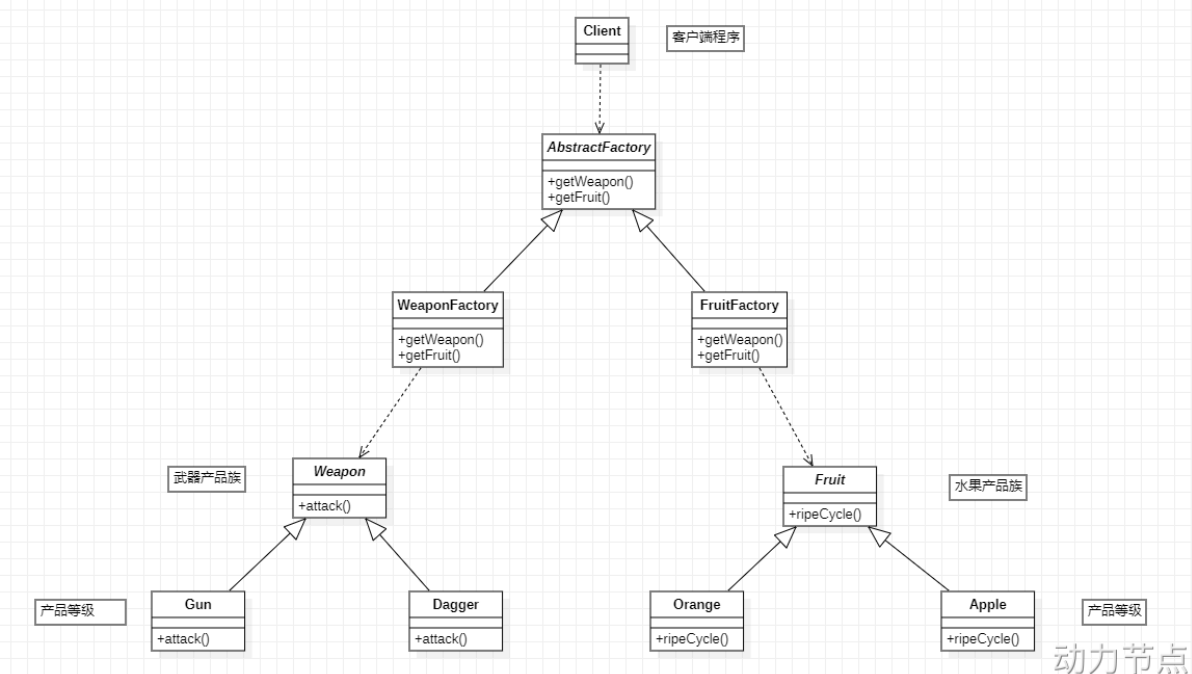 Client
客户端程序
AbstractFactory
+getWeapon()
+getFruit()
WeaponFactory
+getWeapon()
+getFruit()
FruitFactory
+getWeapon()
+getFruit()
武器产品族
Weapon
+attack()
Fruit
+ripeCycle()
水果产品族
产品等级
Gun
+attack()
Dagger
+attack()
Orange
+ripeCycle()
Apple
+ripeCycle()
产品等级
动力节点